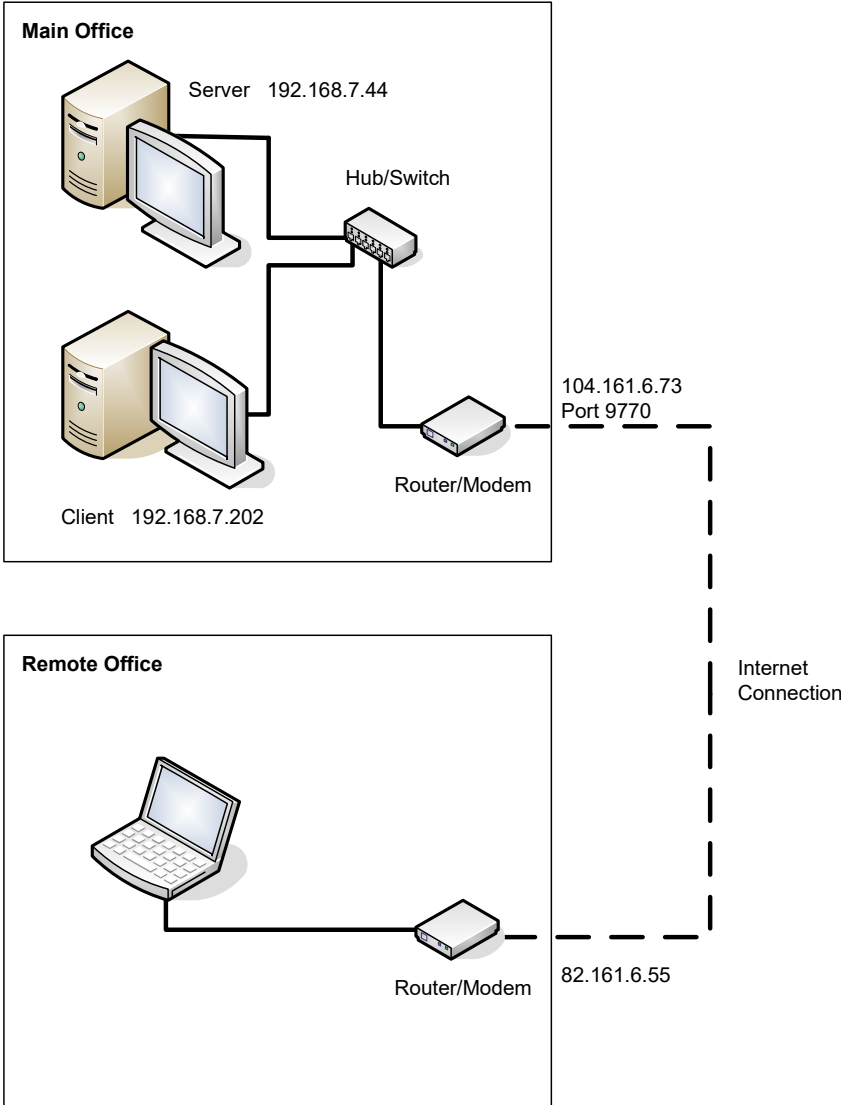 Main Office
Server 192.168.7.44
Hub/Switch
104.161.6.73
Port 9770
Router/Modem
Client 192.168.7.202
Remote Office
Internet
Connection
Router/Modem
82.161.6.55